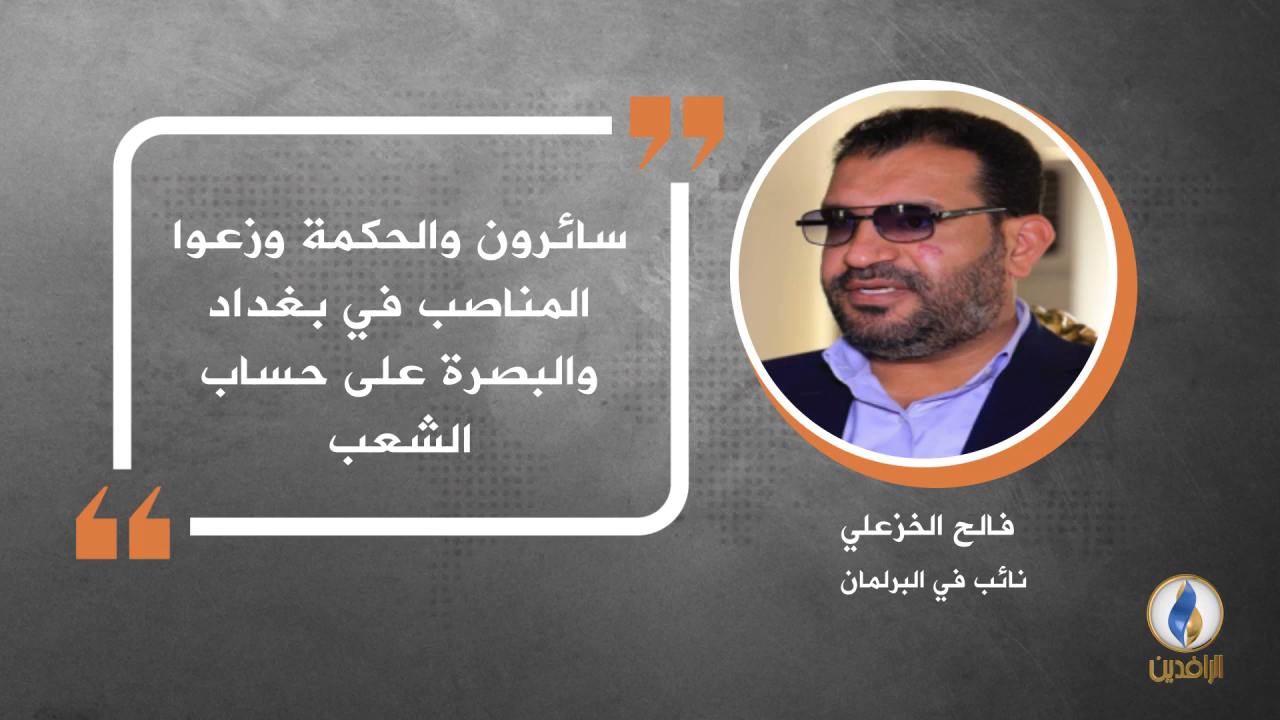 سائرون والحكمة وزعوا
المناصب في بغداد
والبصرة على حساب
الشعب
فالح الخزعلي
نائب في البرلمان
الرافدين